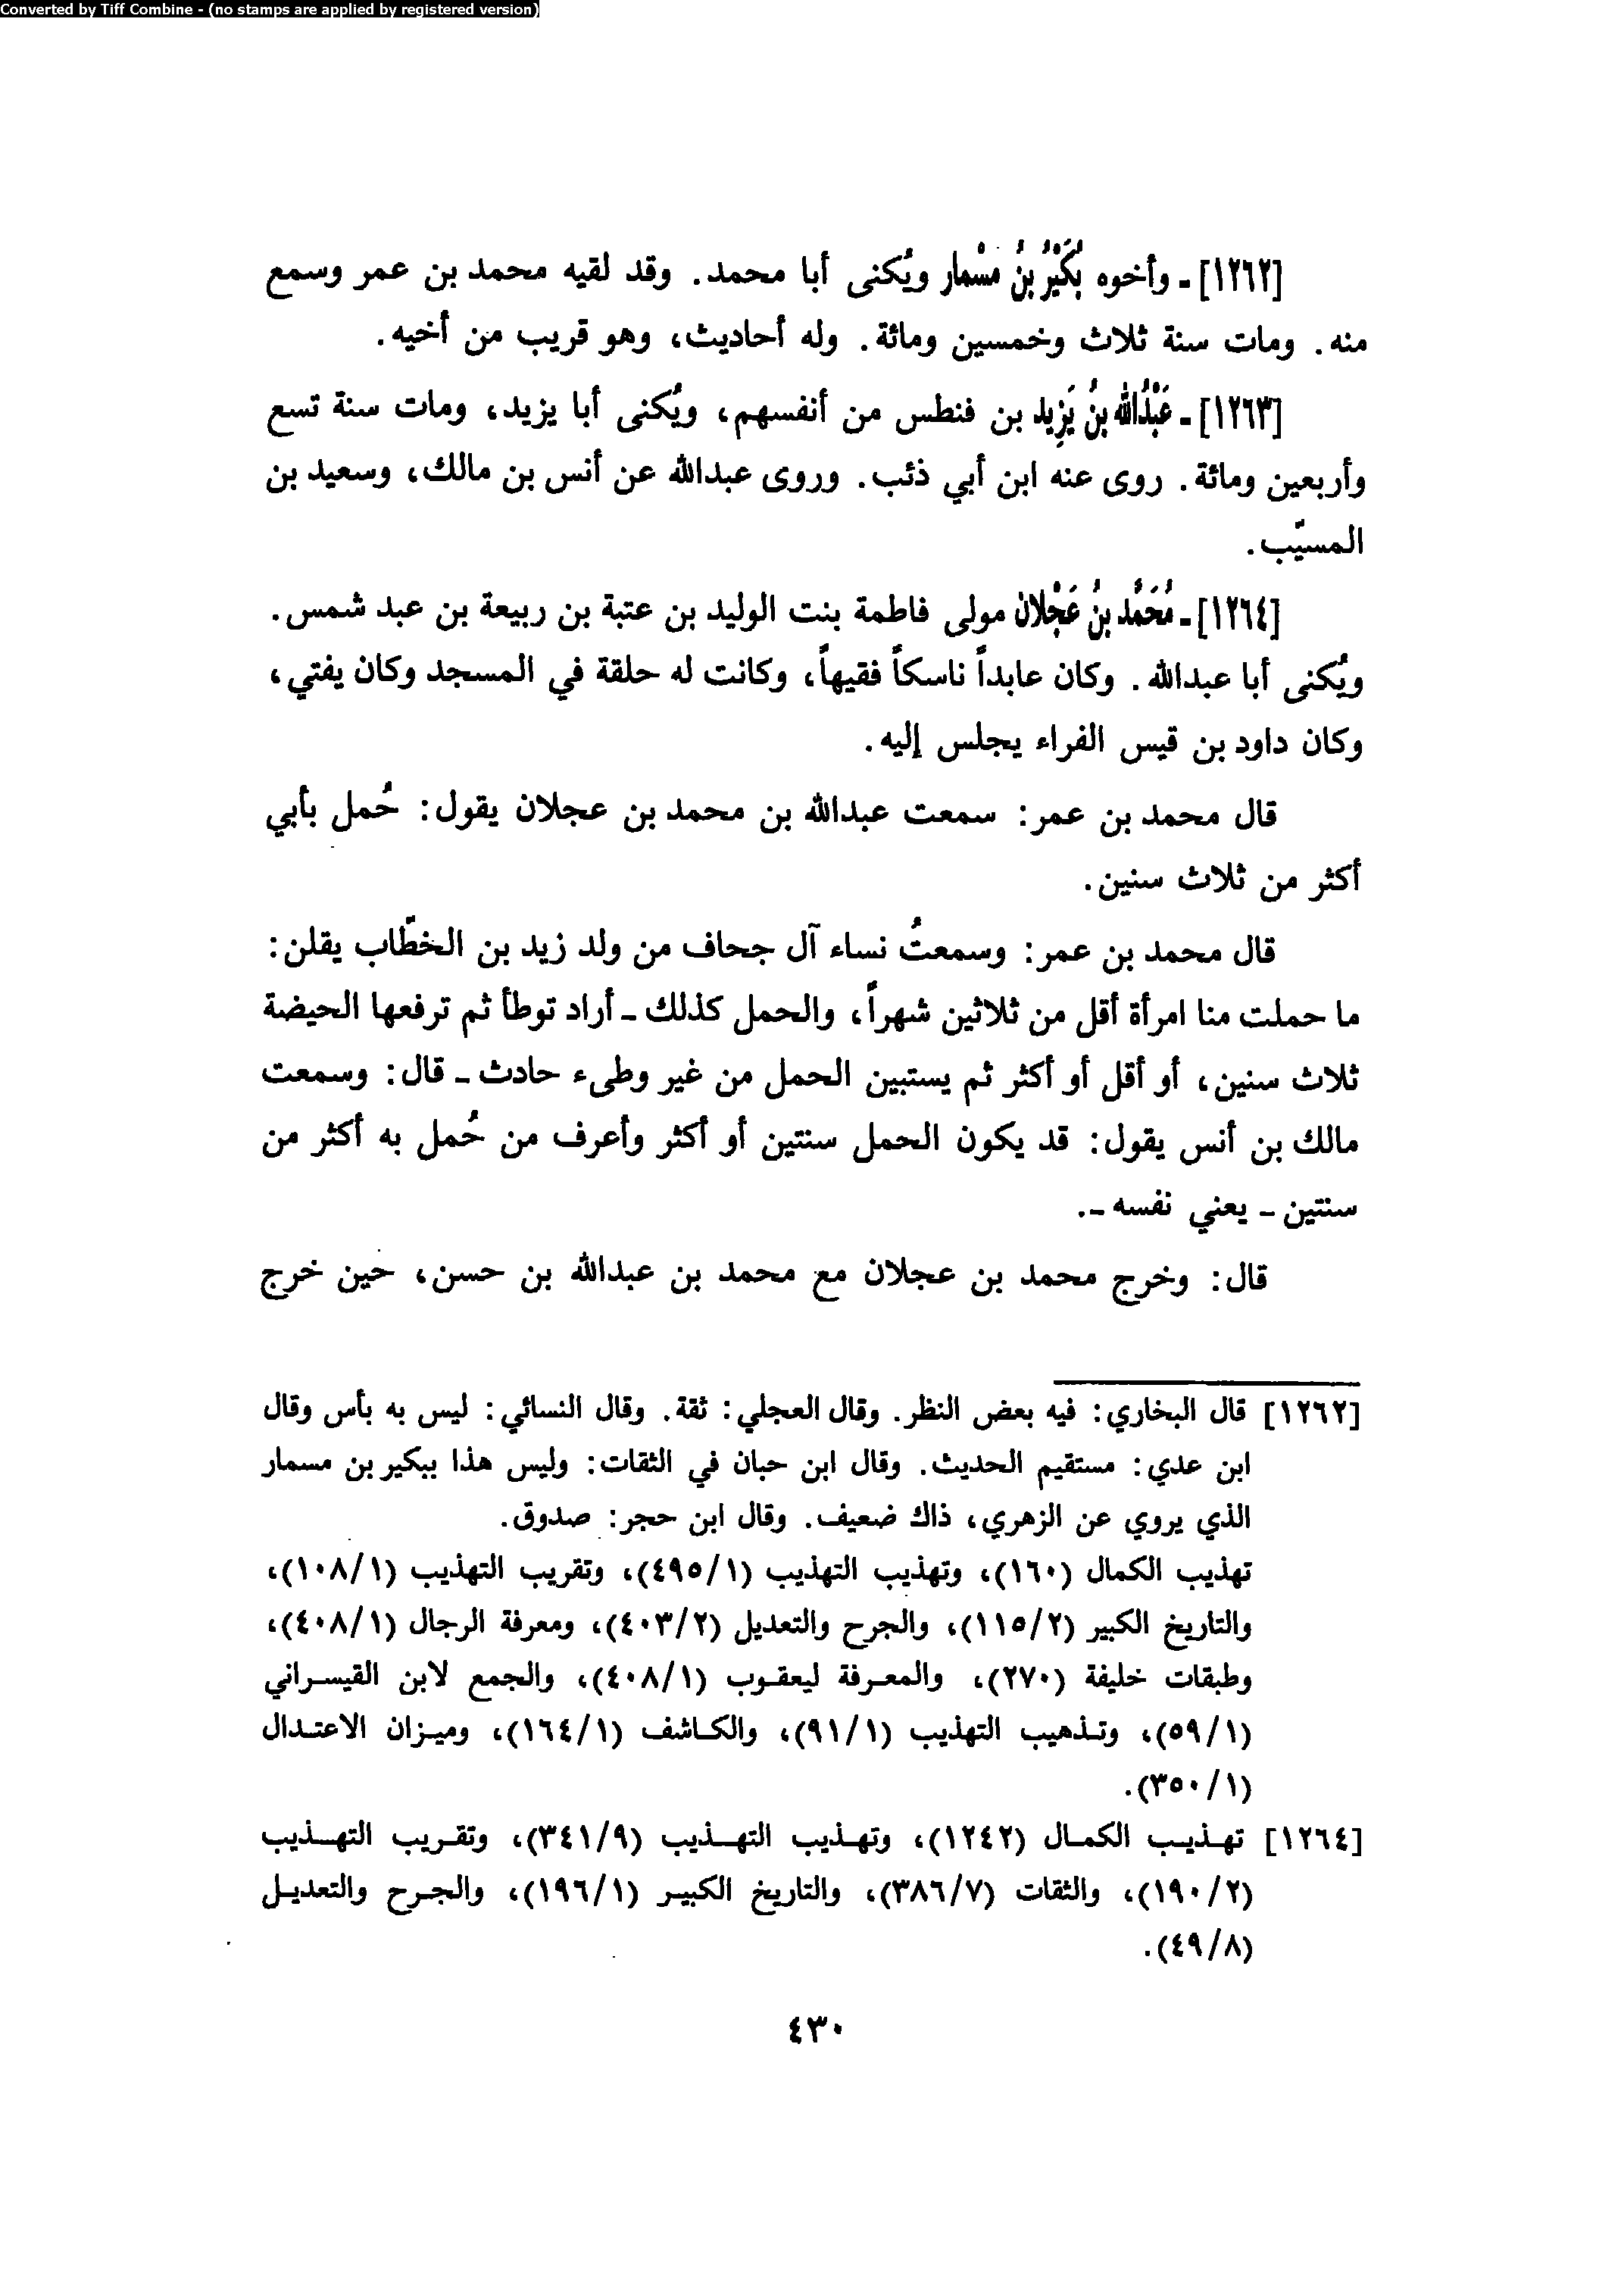 Converted by Tiff Combine - (no stamps are applied by registered version)
[١٢٦٢] ـ وأخوه بُكَيْرُ بنُ مسْمار ويُكنى أبا محمد. وقد لقيه محمد بن عمر وسمع
منه. ومات سنة ثلاث وخمسين ومائة. وله أحاديث، وهو قريب من أخيه.
[١٢٦٣] ـ عَبْدُالله بنُ يَزِيد بن فنطس من أنفسهم، ويُكنى أبا يزيد، ومات سنة تسع
وأربعين ومائة. روى عنه ابن أبي ذئب. وروى عبدالله عن أنس بن مالك، وسعيد بن
المسيّب.
[١٢٦٤] ـ مُحَمَّد بنُ عَجْلان مولى فاطمة بنت الوليد بن عتبة بن ربيعة بن عبد شمس.
ويُكنى أبا عبدالله. وكان عابداً ناسكاً فقيهاً، وكانت له حلقة في المسجد وكان يفتي،
وكان داود بن قيس الفراء يجلس إليه.
قال محمد بن عمر: سمعت عبدالله بن محمد بن عجلان يقول: حُمل بأبي
أكثر من ثلاث سنين.
قال محمد بن عمر: وسمعتُ نساء آل جحاف من ولد زيد بن الخطّاب يقلن:
ما حملت منا امرأة أقل من ثلاثين شهراً، والحمل كذلك ـ أراد توطأ ثم ترفعها الحيضة
ثلاث سنين، أو أقل أو أكثر ثم يستبين الحمل من غير وطىء حادث ـ قال: وسمعت
مالك بن أنس يقول: قد يكون الحمل سنتين أو أكثر وأعرف من حُمل به أكثر من
سنتين ـ يعني نفسه ـ.
قال: وخرج محمد بن عجلان مع محمد بن عبدالله بن حسن، حين خرج
[١٢٦٢] قال البخاري: فيه بعض النظر. وقال العجلي: ثقة. وقال النسائي: ليس به بأس وقال
ابن عدي: مستقيم الحديث. وقال ابن حبان في الثقات: وليس هذا ببكير بن مسمار
الذي يروي عن الزهري، ذاك ضعيف. وقال ابن حجر: صدوق.
تهذيب الكمال (١٦٠)، وتهذيب التهذيب (٤٩٥/١)، وتقريب التهذيب (١٠٨/١)،
والتاريخ الكبير (١١٥/٢)، والجرح والتعديل (٤٠٣/٢)، ومعرفة الرجال (٤٠٨/١)،
وطبقات خليفة (٢٧٠)، والمعرفة ليعقوب (٤٠٨/١)، والجمع لابن القيسراني
(٥٩/١)، وتذهيب التهذيب (٩١/١)، والكاشف (١٦٤/١)، وميزان الاعتدال
(٣٥٠/١).
[١٢٦٤] تهذيب الكمال (١٢٤٢)، وتهذيب التهذيب (٣٤١/٩)، وتقريب التهذيب
(١٩٠/٢)، والثقات (٣٨٦/٧)، والتاريخ الكبير (١٩٦/١)، والجرح والتعديل
(٤٩/٨).
٤٣٠